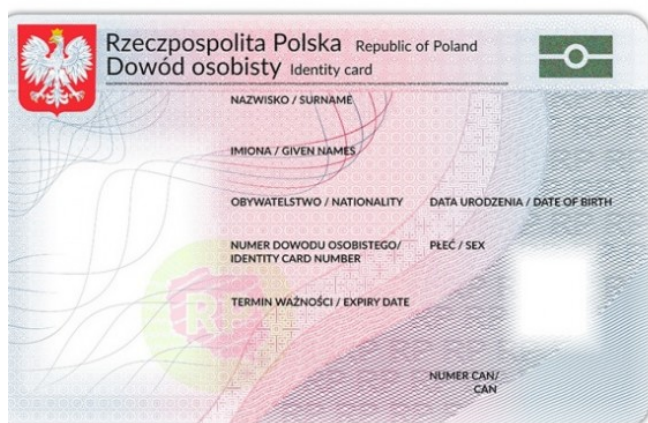 Rzeczpospolita Polska Republic of Poland
Dowód osobisty Identity card
NAZWISKO / SURNAME
IMIONA / GIVEN NAMES
OBYWATELSTWO / NATIONALITY DATA URODZENIA / DATE OF BIRTH
NUMER DOWODU OSOBISTEGO/ PŁEĆ / SEX
IDENTITY CARD NUMBER
TERMIN WAŻNOŚCI / EXPIRY DATE
NUMER CAN/
CAN